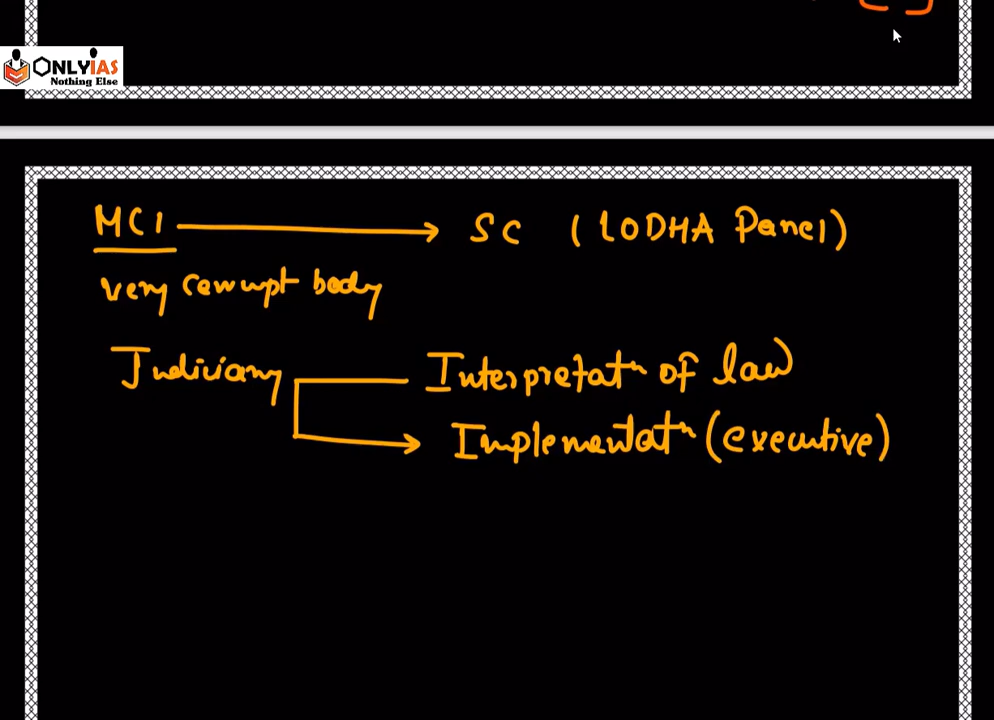 ONLYIAS
Nothing Else
MCI → SC (LODHA Panel)
very corrupt body
Judiciary Interpretatn of law
→ Implementatn (executive)